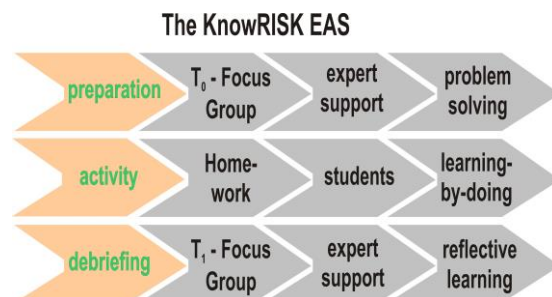 The KnowRISK EAS
preparation
T₀ - Focus
Group
expert
support
problem
solving
activity
Home-
work
students
learning-
by-doing
debriefing
T₁ - Focus
Group
expert
support
reflective
learning